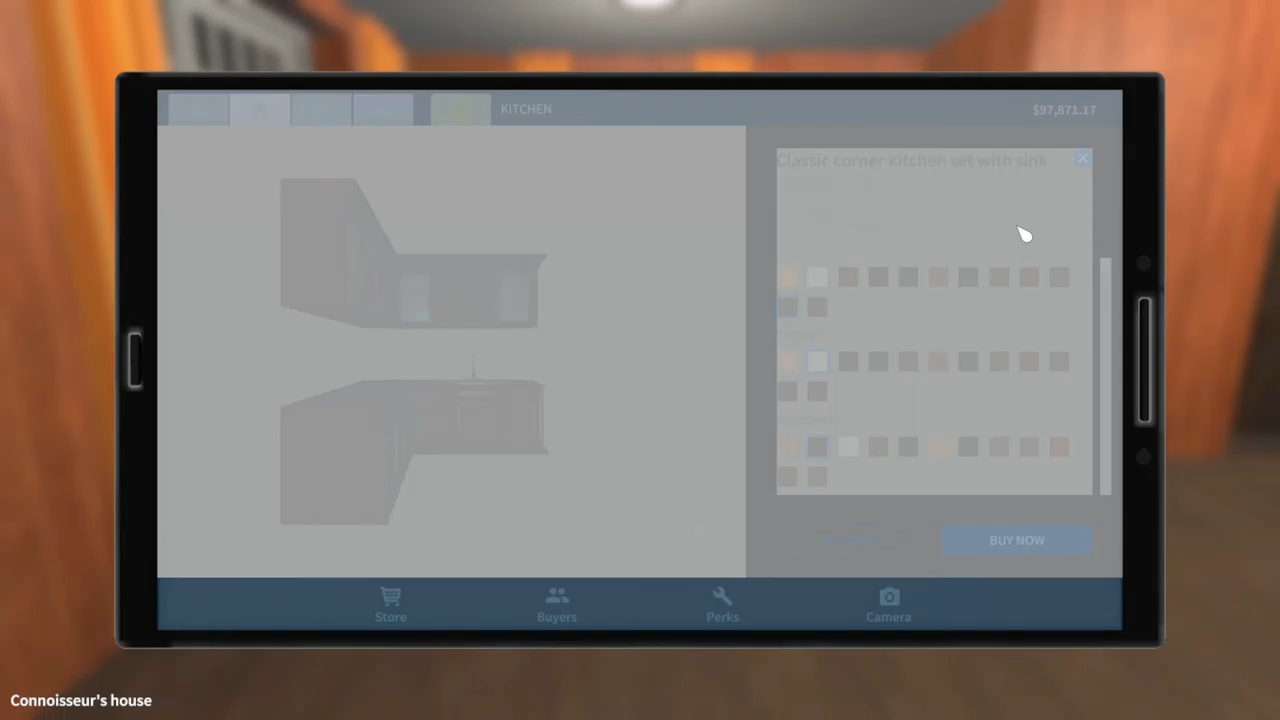 KITCHEN
$97,871.17
Classic corner kitchen set with sink
BUY NOW
Store
Buyers
Perks
Camera
Connoisseur's house